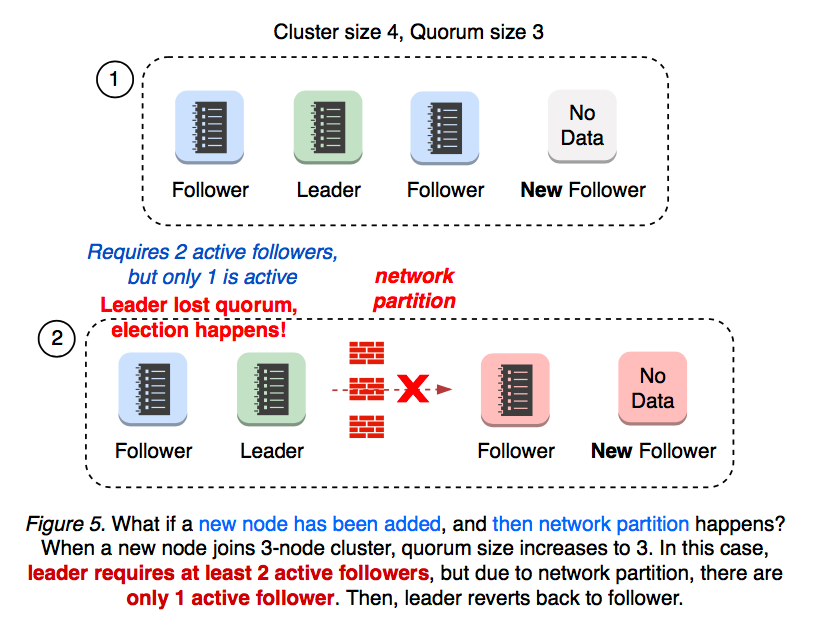 Cluster size 4, Quorum size 3
1
No
Data
Follower
Leader
Follower
New Follower
Requires 2 active followers,
but only 1 is active
Leader lost quorum,
election happens!
network
partition
2
No
Data
Follower
Leader
Follower
New Follower
Figure 5. What if a new node has been added, and then network partition happens?
When a new node joins 3-node cluster, quorum size increases to 3. In this case,
leader requires at least 2 active followers, but due to network partition, there are
only 1 active follower. Then, leader reverts back to follower.